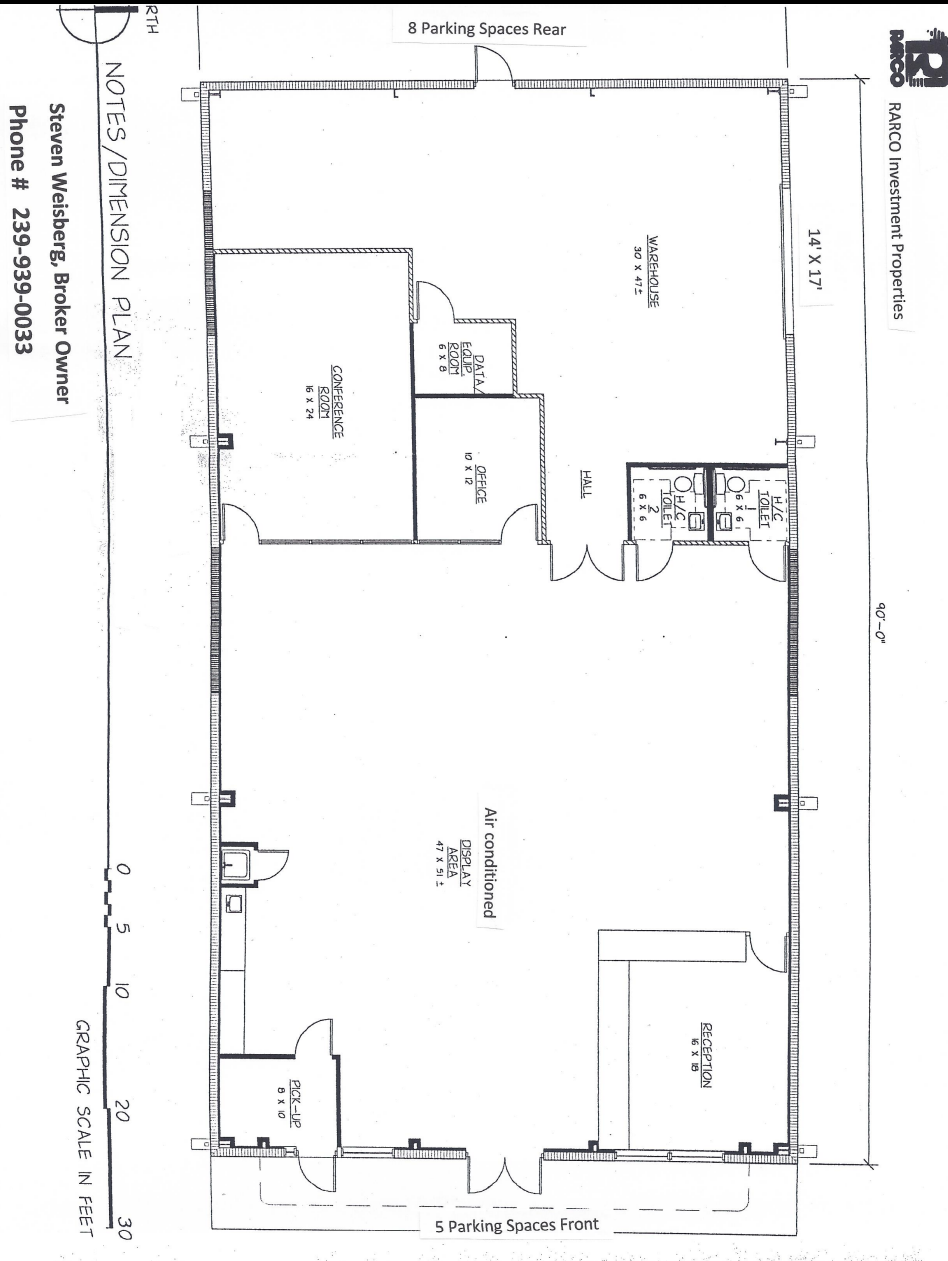 8 Parking Spaces Rear
RARCO
RARCO Investment Properties
RTH
NOTES/DIMENSION PLAN
Steven Weisberg, Broker Owner
Phone # 239-939-0033
14' X 17'
WAREHOUSE
30 X 47±
DATA/
EQUIP.
ROOM
6 X 8
CONFERENCE
ROOM
16 X 24
OFFICE
10 X 12
HALL
H/C
TOILET
2
6 X 6
H/C
TOILET
1
6 X 6
90'-0"
Air conditioned
DISPLAY
AREA
47 X 51 ±
RECEPTION
16 X 18
PICK-UP
8 X 10
0 5 10 20 30
GRAPHIC SCALE IN FEET
5 Parking Spaces Front